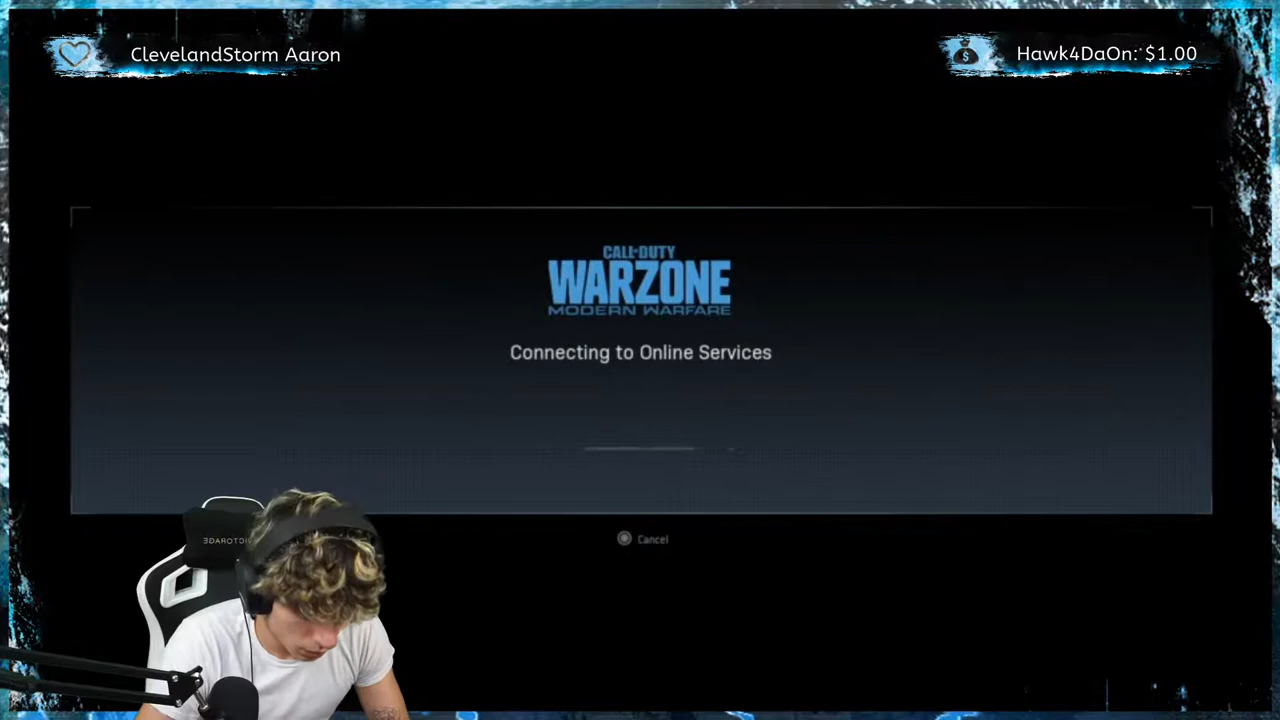 ClevelandStorm Aaron
Hawk4DaOn: $1.00
CALL OF DUTY
WARZONE
MODERN WARFARE
Connecting to Online Services
Cancel